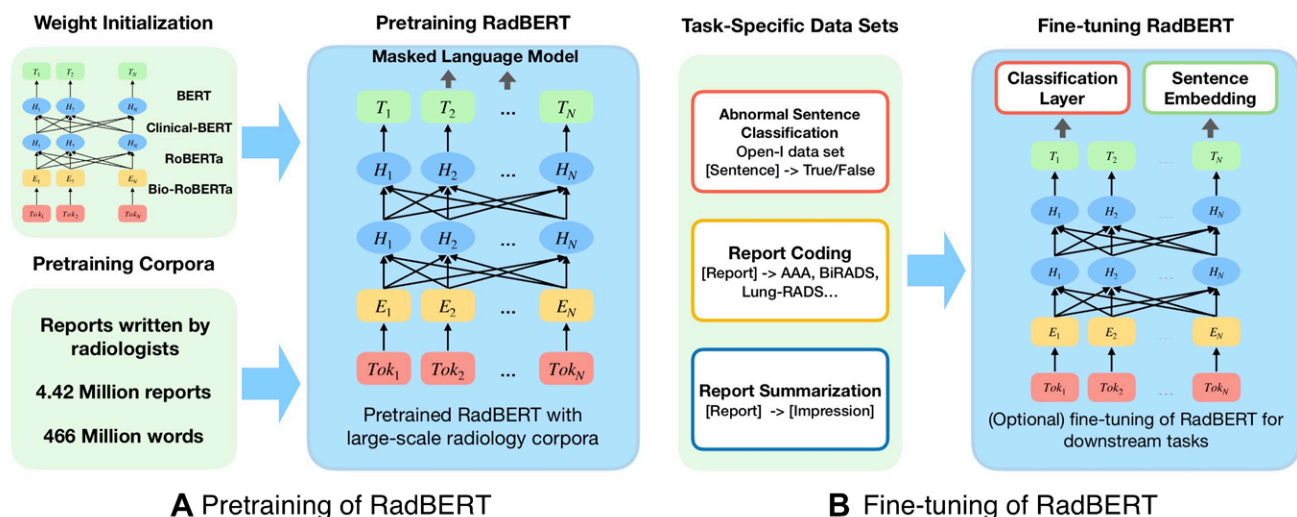 Weight Initialization
T1 T2 TN
H1 H2 HN
H1 H2 HN
E1 E2 EN
Tok1 Tok2 TokN
BERT
Clinical-BERT
RoBERTa
Bio-RoBERTa
Pretraining Corpora
Reports written by
radiologists
4.42 Million reports
466 Million words
Pretraining RadBERT
Masked Language Model
T1 T2 ... TN
H1 H2 ... HN
H1 H2 ... HN
E1 E2 ... EN
Tok1 Tok2 ... TokN
Pretrained RadBERT with
large-scale radiology corpora
A Pretraining of RadBERT
Task-Specific Data Sets
Abnormal Sentence
Classification
Open-I data set
[Sentence] -> True/False
Report Coding
[Report] -> AAA, BiRADS,
Lung-RADS...
Report Summarization
[Report] -> [Impression]
Fine-tuning RadBERT
Classification
Layer
Sentence
Embedding
T1 T2 ... TN
H1 H2 ... HN
H1 H2 ... HN
E1 E2 ... EN
Tok1 Tok2 ... TokN
(Optional) fine-tuning of RadBERT for
downstream tasks
B Fine-tuning of RadBERT